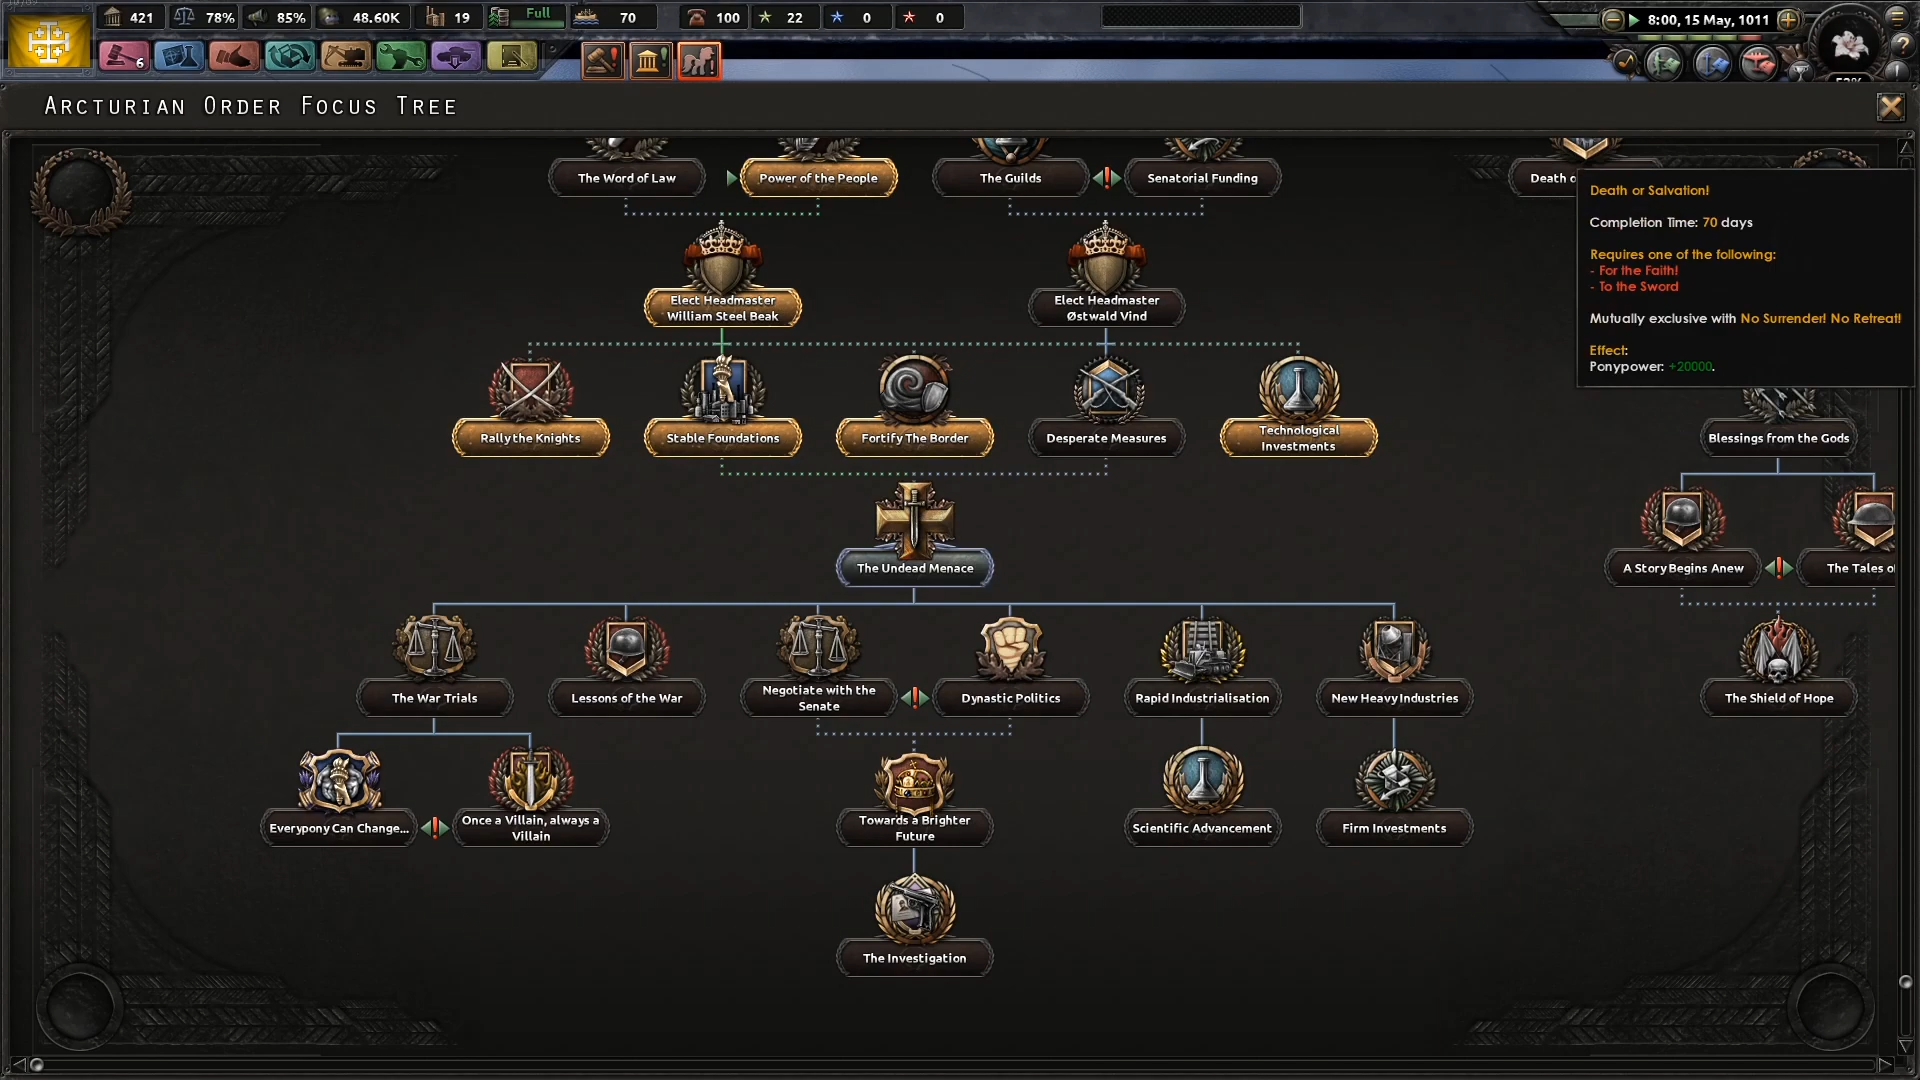 421
78%
85%
48.60K
19
Full
70
100
22
0
0
8:00, 15 May, 1011
6
ARCTURIAN ORDER FOCUS TREE
The Word of Law
Power of the People
The Guilds
Senatorial Funding
Death o
Death or Salvation!
Completion Time: 70 days
Requires one of the following:
- For the Faith!
- To the Sword
Mutually exclusive with No Surrender! No Retreat!
Effect:
Ponypower: +20000.
Elect Headmaster
William Steel Beak
Elect Headmaster
Østwald Vind
Rally the Knights
Stable Foundations
Fortify The Border
Desperate Measures
Technological
Investments
Blessings from the Gods
The Undead Menace
A Story Begins Anew
The Tales of
The War Trials
Lessons of the War
Negotiate with the
Senate
Dynastic Politics
Rapid Industrialisation
New Heavy Industries
The Shield of Hope
Everypony Can Change...
Once a Villain, always a
Villain
Towards a Brighter
Future
Scientific Advancement
Firm Investments
The Investigation